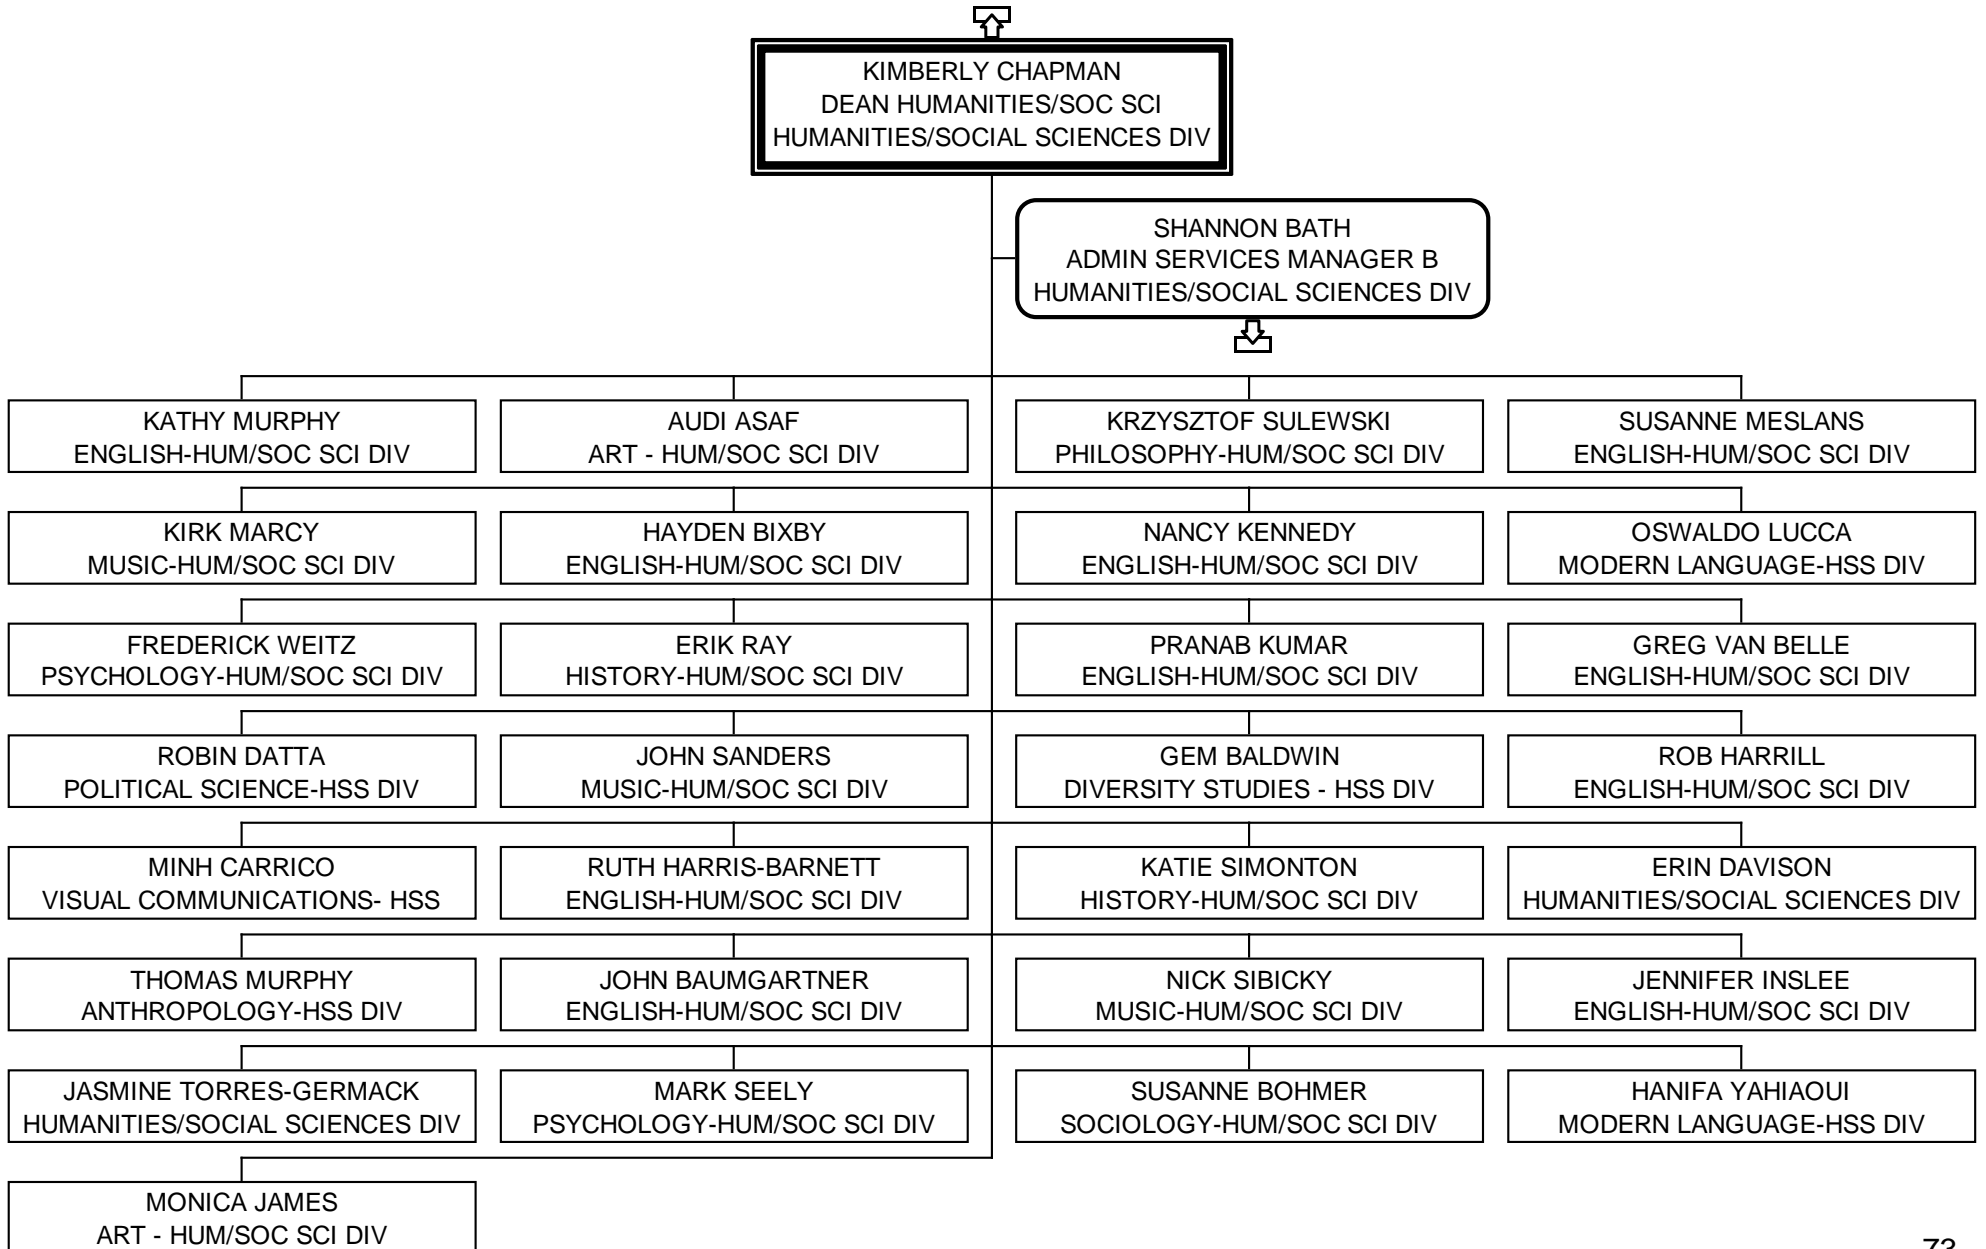 KIMBERLY CHAPMAN
DEAN HUMANITIES/SOC SCI
HUMANITIES/SOCIAL SCIENCES DIV
SHANNON BATH
ADMIN SERVICES MANAGER B
HUMANITIES/SOCIAL SCIENCES DIV
KATHY MURPHY
ENGLISH-HUM/SOC SCI DIV
AUDI ASAF
ART - HUM/SOC SCI DIV
KRZYSZTOF SULEWSKI
PHILOSOPHY-HUM/SOC SCI DIV
SUSANNE MESLANS
ENGLISH-HUM/SOC SCI DIV
KIRK MARCY
MUSIC-HUM/SOC SCI DIV
HAYDEN BIXBY
ENGLISH-HUM/SOC SCI DIV
NANCY KENNEDY
ENGLISH-HUM/SOC SCI DIV
OSWALDO LUCCA
MODERN LANGUAGE-HSS DIV
FREDERICK WEITZ
PSYCHOLOGY-HUM/SOC SCI DIV
ERIK RAY
HISTORY-HUM/SOC SCI DIV
PRANAB KUMAR
ENGLISH-HUM/SOC SCI DIV
GREG VAN BELLE
ENGLISH-HUM/SOC SCI DIV
ROBIN DATTA
POLITICAL SCIENCE-HSS DIV
JOHN SANDERS
MUSIC-HUM/SOC SCI DIV
GEM BALDWIN
DIVERSITY STUDIES - HSS DIV
ROB HARRILL
ENGLISH-HUM/SOC SCI DIV
MINH CARRICO
VISUAL COMMUNICATIONS- HSS
RUTH HARRIS-BARNETT
ENGLISH-HUM/SOC SCI DIV
KATIE SIMONTON
HISTORY-HUM/SOC SCI DIV
ERIN DAVISON
HUMANITIES/SOCIAL SCIENCES DIV
THOMAS MURPHY
ANTHROPOLOGY-HSS DIV
JOHN BAUMGARTNER
ENGLISH-HUM/SOC SCI DIV
NICK SIBICKY
MUSIC-HUM/SOC SCI DIV
JENNIFER INSLEE
ENGLISH-HUM/SOC SCI DIV
JASMINE TORRES-GERMACK
HUMANITIES/SOCIAL SCIENCES DIV
MARK SEELY
PSYCHOLOGY-HUM/SOC SCI DIV
SUSANNE BOHMER
SOCIOLOGY-HUM/SOC SCI DIV
HANIFA YAHIAOUI
MODERN LANGUAGE-HSS DIV
MONICA JAMES
ART - HUM/SOC SCI DIV
73